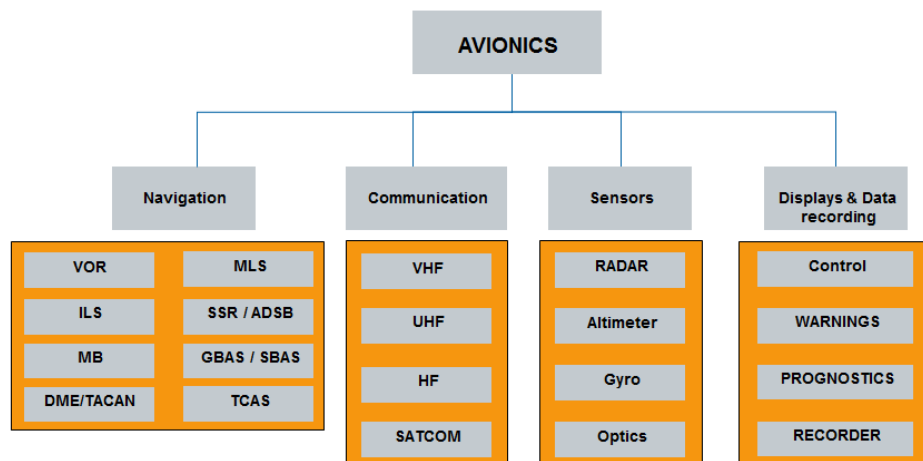 AVIONICS
Navigation
Communication
Sensors
Displays & Data
recording
VOR
MLS
ILS
SSR / ADSB
MB
GBAS / SBAS
DME/TACAN
TCAS
VHF
UHF
HF
SATCOM
RADAR
Altimeter
Gyro
Optics
Control
WARNINGS
PROGNOSTICS
RECORDER